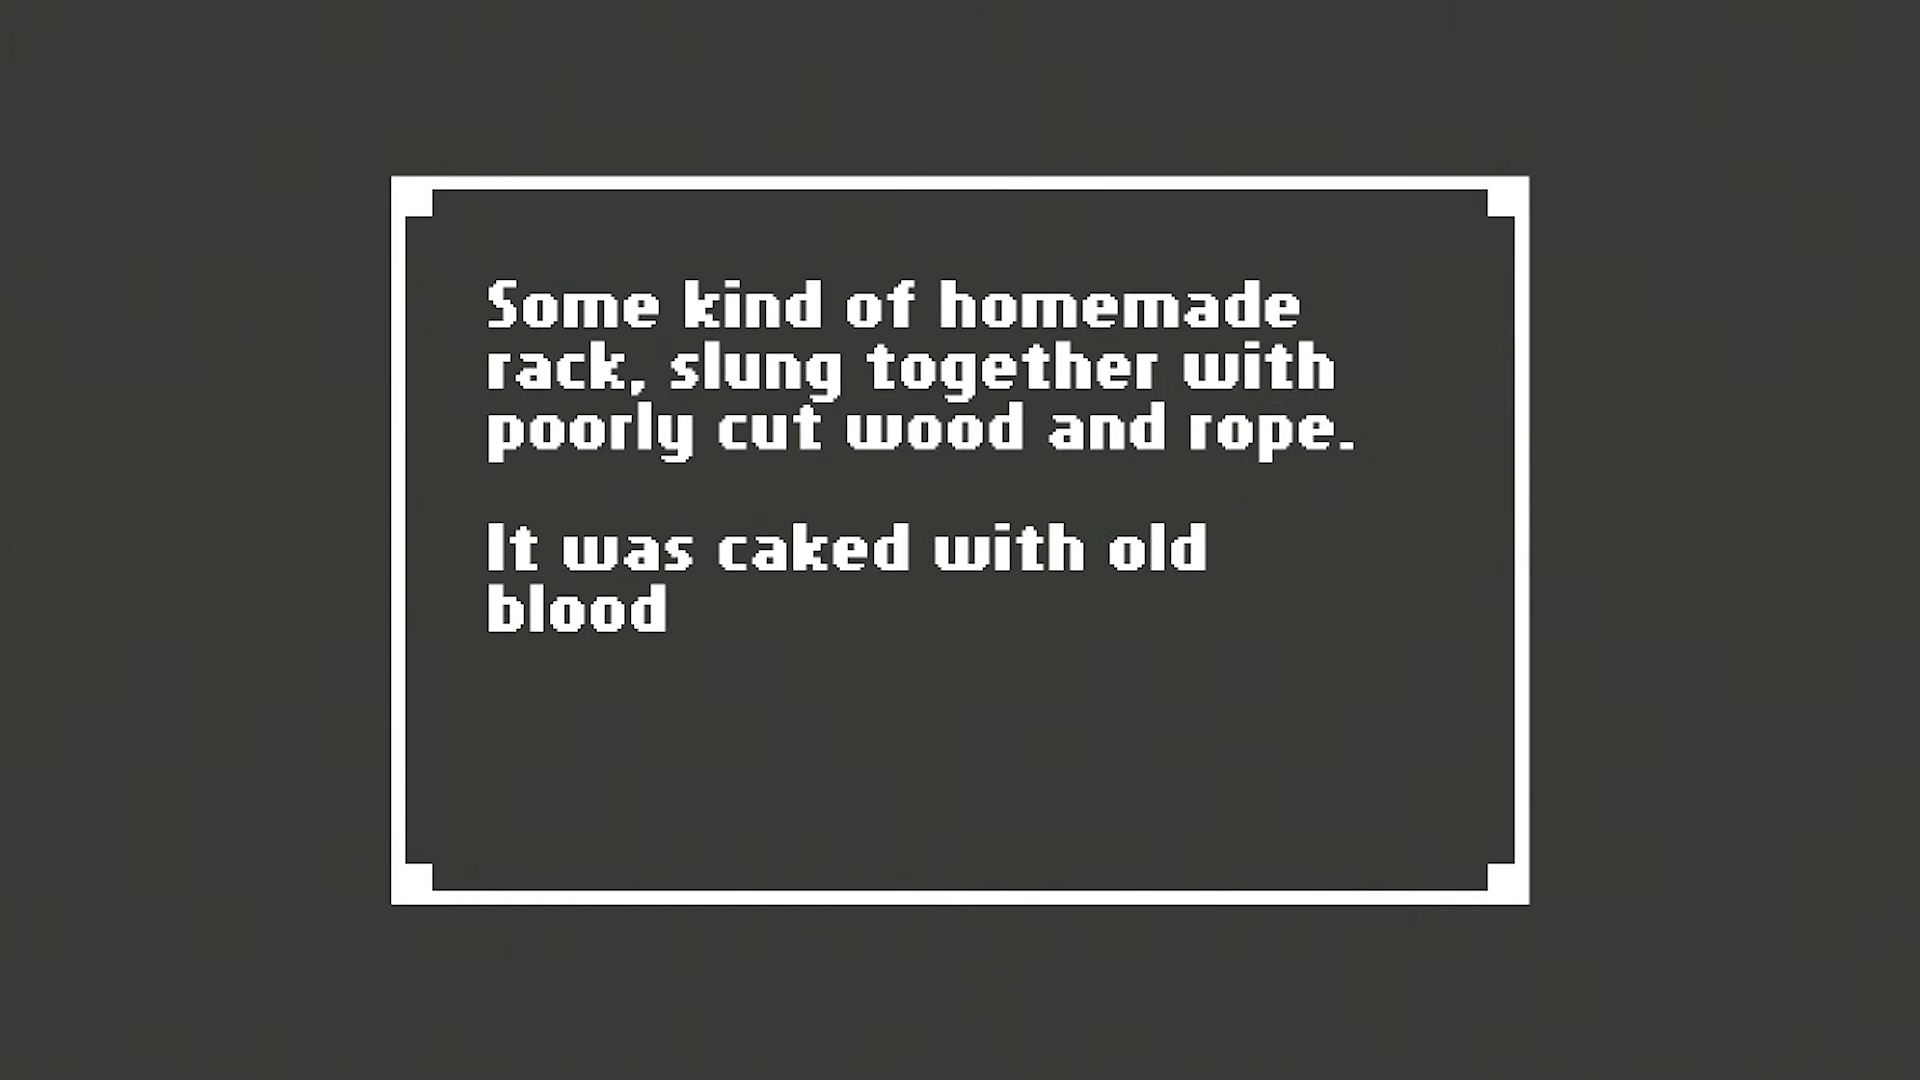 Some kind of homemade
rack, slung together with
poorly cut wood and rope.
It was caked with old
blood